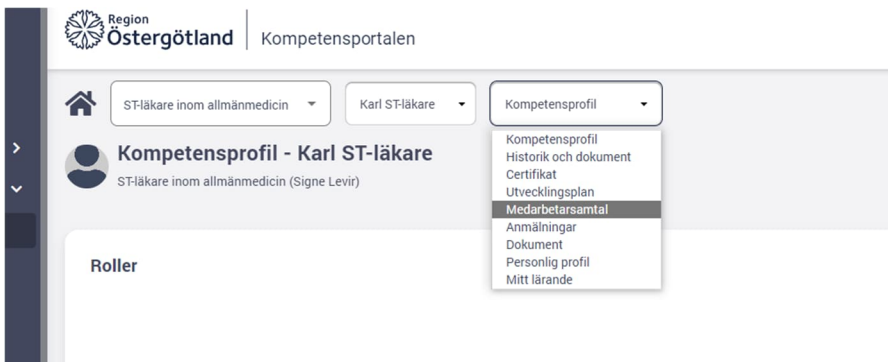 Region
Östergötland
Kompetensportalen
ST-läkare inom allmänmedicin
Karl ST-läkare
Kompetensprofil
Kompetensprofil - Karl ST-läkare
ST-läkare inom allmänmedicin (Signe Levir)
Kompetensprofil
Historik och dokument
Certifikat
Utvecklingsplan
Medarbetarsamtal
Anmälningar
Dokument
Personlig profil
Mitt lärande
Roller